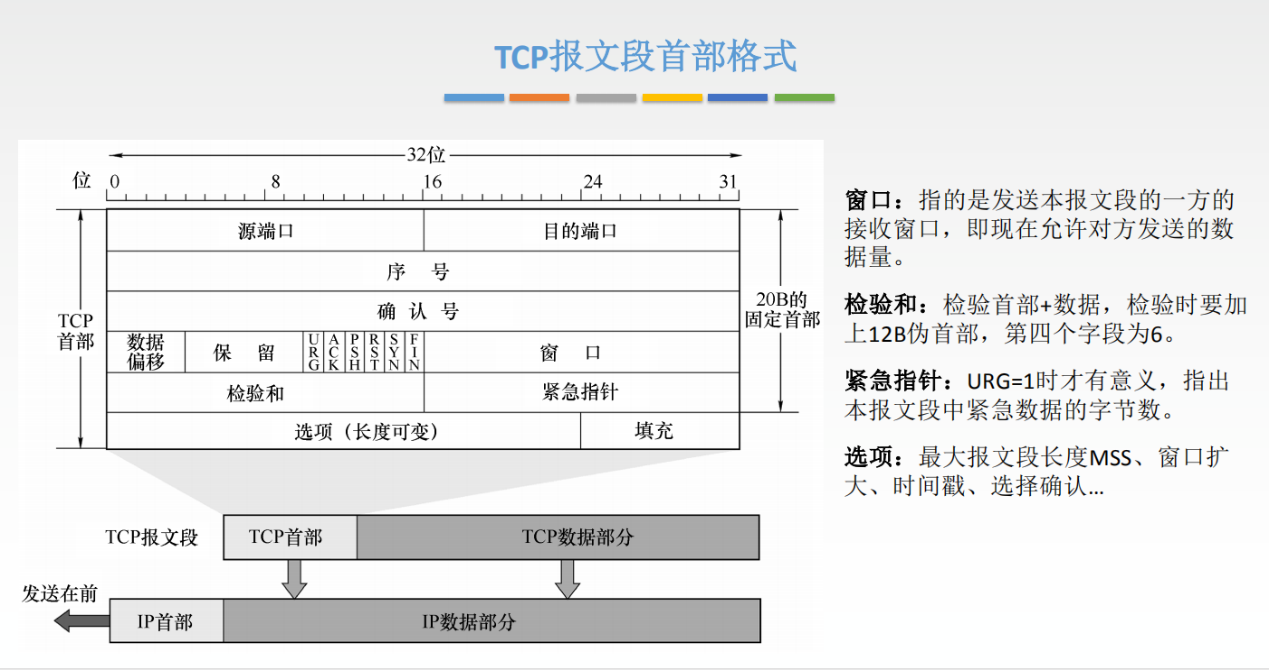 TCP报文段首部格式
32位
位 0 8 16 24 31
源端口 目的端口
序 号
确 认 号
TCP
首部
20B的
固定首部
数据
偏移
保 留
URG
ACK
PSH
RST
SYN
FIN
窗 口
检验和 紧急指针
选项（长度可变） 填充
TCP报文段 TCP首部 TCP数据部分
发送在前
IP首部 IP数据部分
窗口：指的是发送本报文段的一方的
接收窗口，即现在允许对方发送的数
据量。
检验和：检验首部+数据，检验时要加
上12B伪首部，第四个字段为6。
紧急指针：URG=1时才有意义，指出
本报文段中紧急数据的字节数。
选项：最大报文段长度MSS、窗口扩
大、时间戳、选择确认...